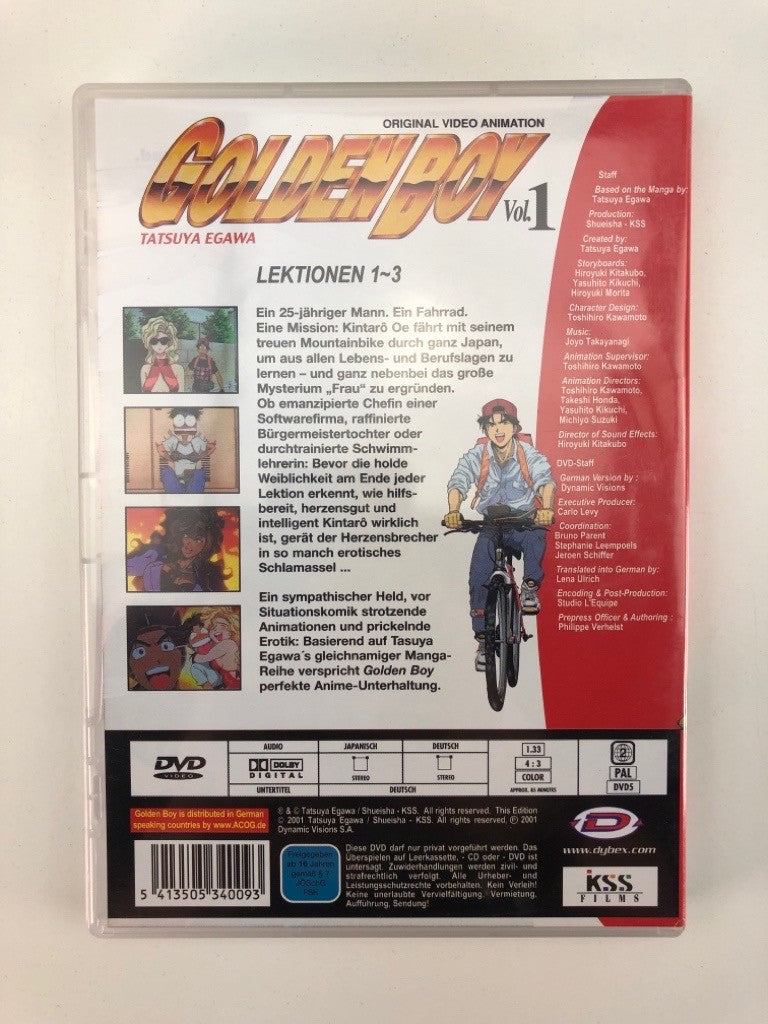 ORIGINAL VIDEO ANIMATION
GOLDEN BOY
Vol.1
TATSUYA EGAWA
LEKTIONEN 1~3
Ein 25-jähriger Mann. Ein Fahrrad.
Eine Mission: Kintarô Oe fährt mit seinem
treuen Mountainbike durch ganz Japan,
um aus allen Lebens- und Berufslagen zu
lernen – und ganz nebenbei das große
Mysterium „Frau“ zu ergründen.
Ob emanzipierte Chefin einer
Softwarefirma, raffinierte
Bürgermeistertochter oder
durchtrainierte Schwimm-
lehrerin: Bevor die holde
Weiblichkeit am Ende jeder
Lektion erkennt, wie hilfs-
bereit, herzensgut und
intelligent Kintarô wirklich
ist, gerät der Herzensbrecher
in so manch erotisches
Schlamassel ...
Ein sympathischer Held, vor
Situationskomik strotzende
Animationen und prickelnde
Erotik: Basierend auf Tasuya
Egawa´s gleichnamiger Manga-
Reihe verspricht Golden Boy
perfekte Anime-Unterhaltung.
Staff
Based on the Manga by:
Tatsuya Egawa
Production:
Shueisha - KSS
Created by:
Tatsuya Egawa
Storyboards:
Hiroyuki Kitakubo,
Yasuhito Kikuchi,
Hiroyuki Morita
Character Design:
Toshihiro Kawamoto
Music:
Joyo Takayanagi
Animation Supervisor:
Toshihiro Kawamoto
Animation Directors:
Toshihiro Kawamoto,
Takeshi Honda,
Yasuhito Kikuchi,
Michiyo Suzuki
Director of Sound Effects:
Hiroyuki Kitakubo
DVD-Staff
German Version by :
Dynamic Visions
Executive Producer:
Carlo Levy
Coordination:
Bruno Parent
Stephanie Leempoels
Jeroen Schiffer
Translated into German by:
Lena Ulrich
Encoding & Post-Production:
Studio L'Equipe
Prepress Officer & Authoring :
Philippe Verhelst
DVD
VIDEO
AUDIO
JAPANISCH
DEUTSCH
DOLBY
DIGITAL
STEREO
STEREO
UNTERTITEL
DEUTSCH
1.33
4 : 3
COLOR
APPROX. 85 MINUTES
2
PAL
DVD5
Golden Boy is distributed in German
speaking countries by www.ACOG.de
® & © Tatsuya Egawa / Shueisha - KSS. All rights reserved. This Edition
© 2001 Tatsuya Egawa / Shueisha - KSS. All rights reserved, Ⓟ 2001
Dynamic Visions S.A.
D
www.dybex.com
5 413505 340093
Freigegeben
ab 16 Jahren
gemäß § 7
JÖSchG
FSK
Diese DVD darf nur privat vorgeführt werden. Das
Überspielen auf Leerkassette, - CD oder - DVD ist
untersagt. Zuwiderhandlungen werden zivil- und
strafrechtlich verfolgt. Alle Urheber- und
Leistungsschutzrechte vorbehalten. Kein Verleih!
Keine unerlaubte Vervielfältigung, Vermietung,
Aufführung, Sendung!
KSS
FILMS